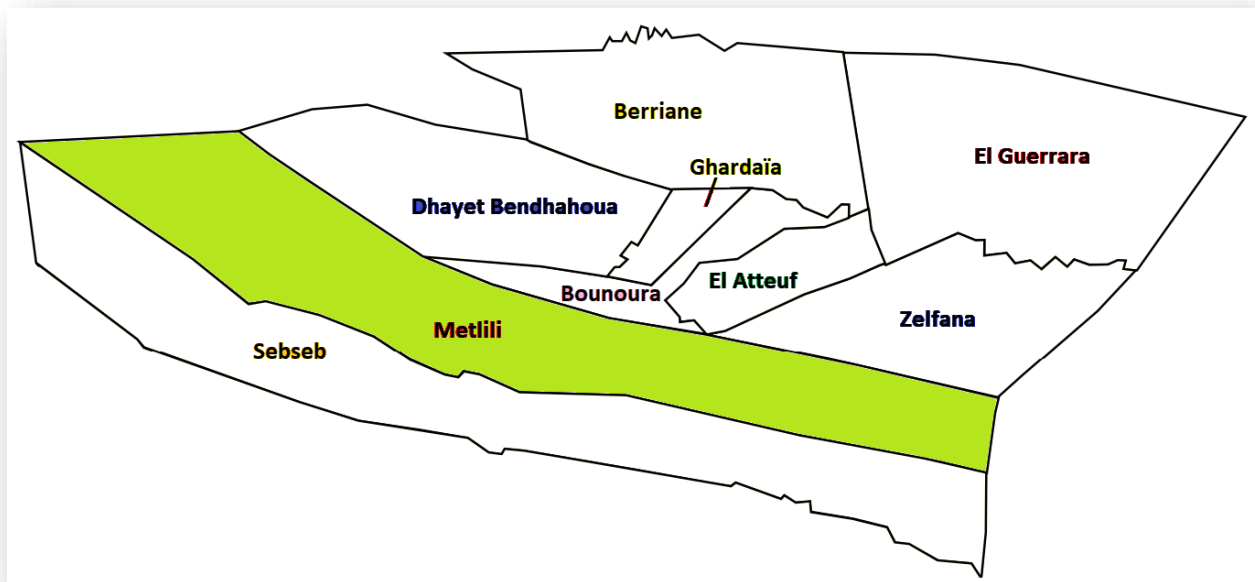 Berriane
El Guerrara
Ghardaïa
Dhayet Bendhahoua
El Atteuf
Bounoura
Zelfana
Metlili
Sebseb